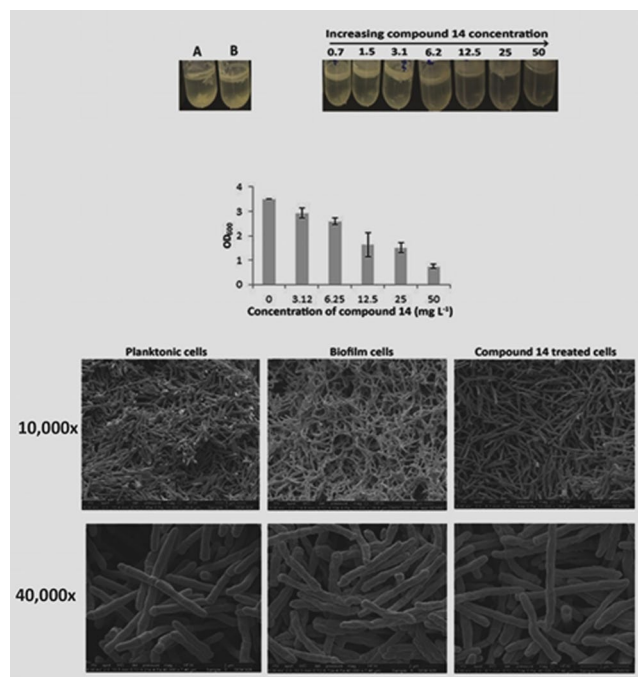 Increasing compound 14 concentration
A B
0.7 1.5 3.1 6.2 12.5 25 50
4
3
2
1
0
OD600
0 3.12 6.25 12.5 25 50
Concentration of compound 14 (mg L-1)
Planktonic cells Biofilm cells Compound 14 treated cells
10,000x
40,000x